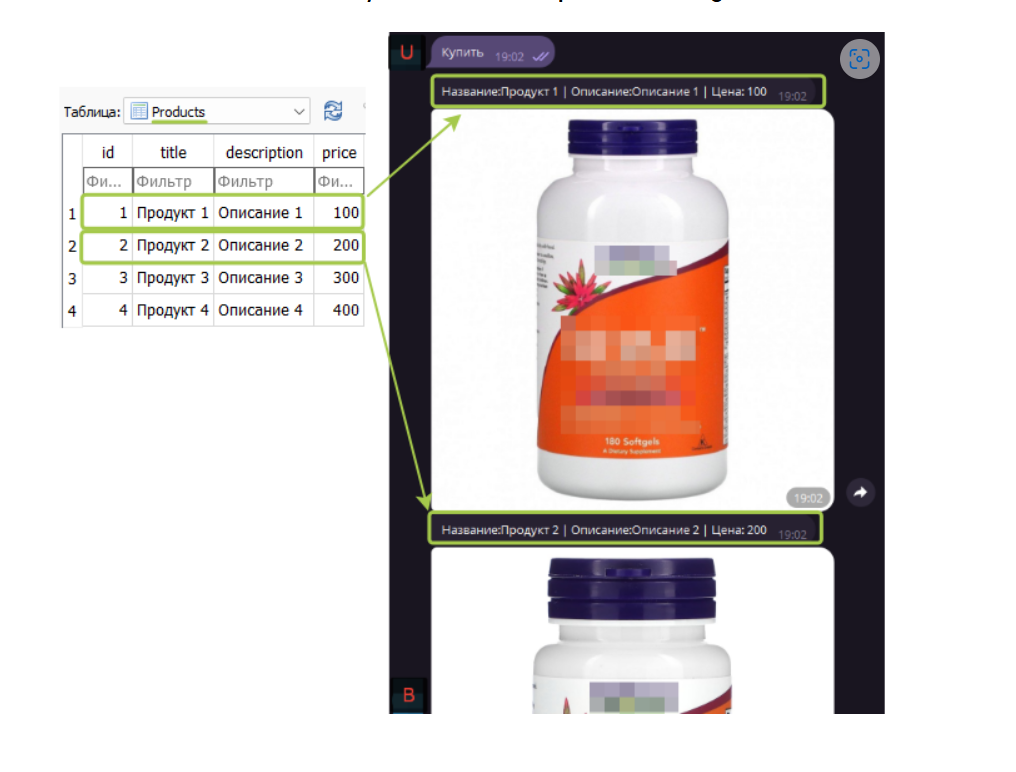 U
Купить 19:02
Название:Продукт 1 | Описание:Описание 1 | Цена: 100 19:02
Таблица: Products
id title description price
Фи... Фильтр Фильтр Фи...
1 1 Продукт 1 Описание 1 100
2 2 Продукт 2 Описание 2 200
3 3 Продукт 3 Описание 3 300
4 4 Продукт 4 Описание 4 400
180 Softgels
A Dietary Supplement
19:02
Название:Продукт 2 | Описание:Описание 2 | Цена: 200 19:02
B